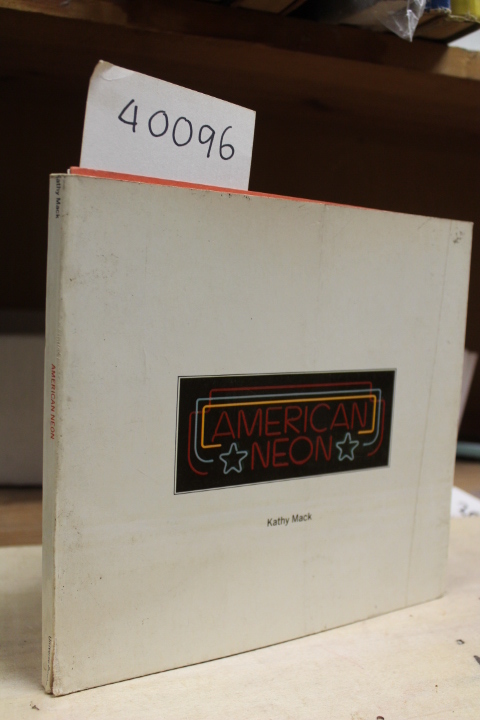 40096
Kathy Mack
AMERICAN NEON
AMERICAN
NEON
Kathy Mack